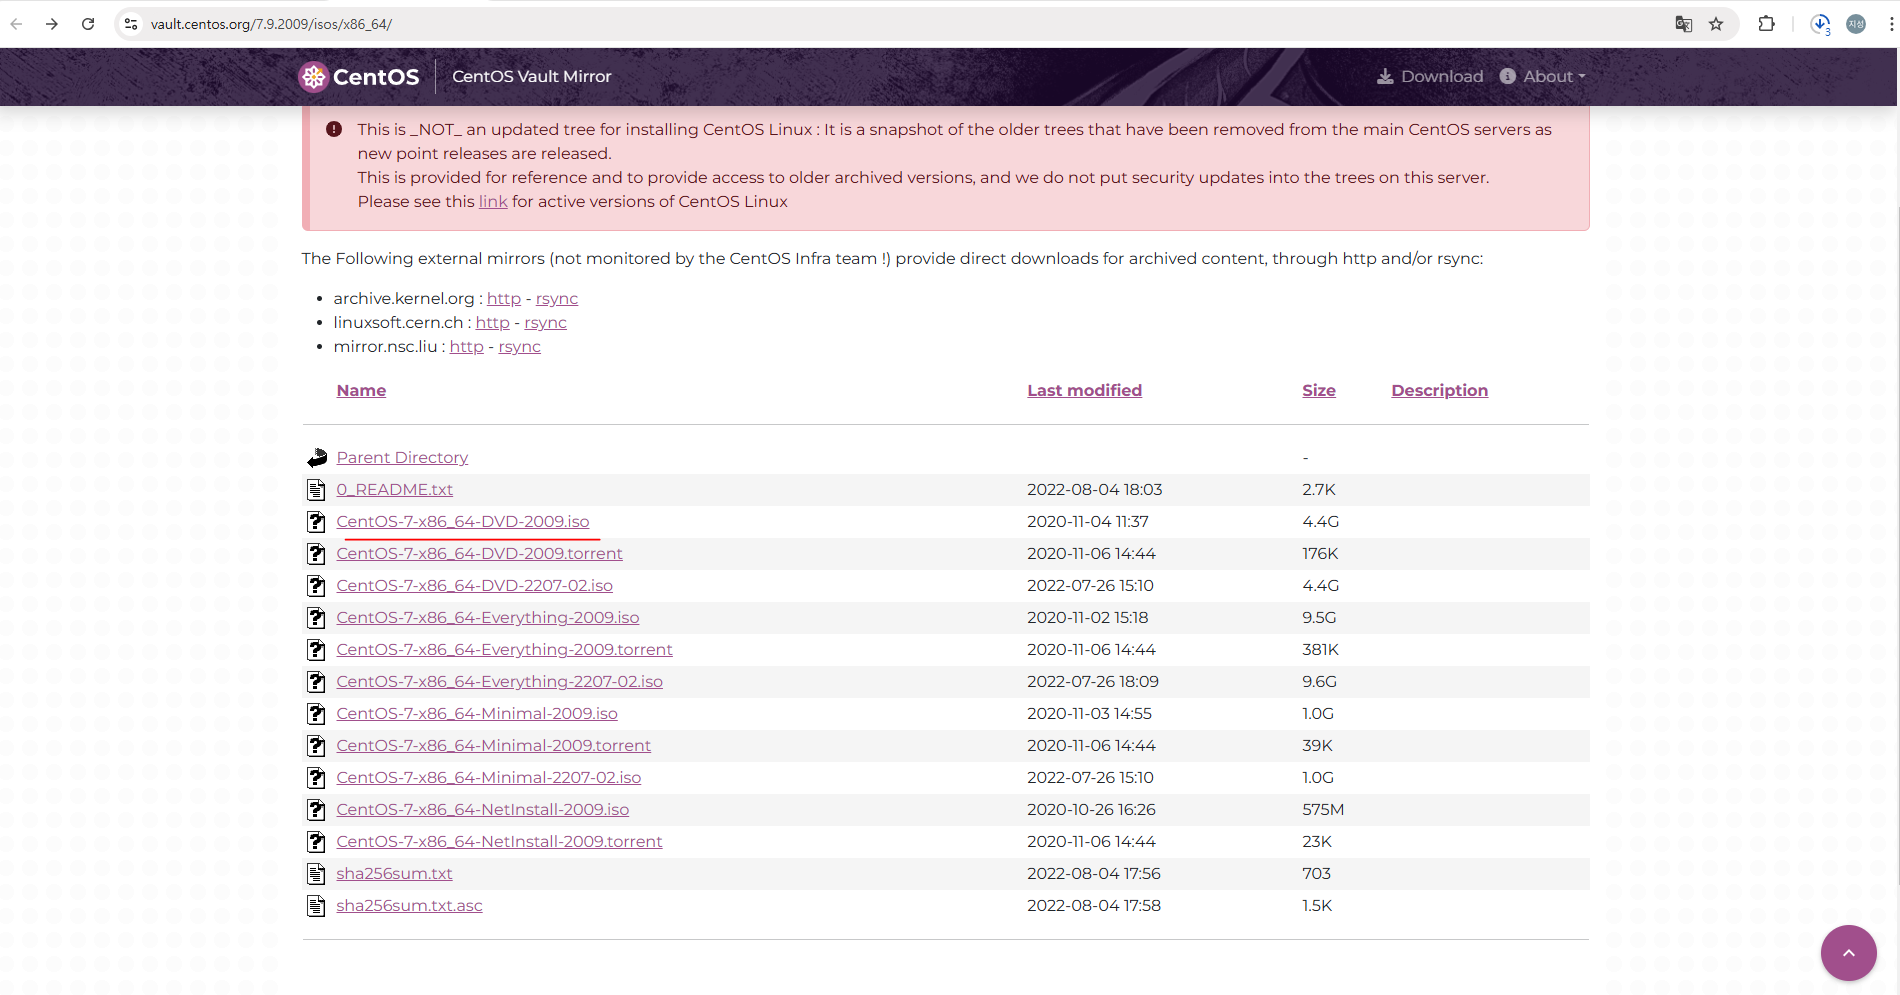 vault.centos.org/7.9.2009/isos/x86_64/
3
지성
CentOS
CentOS Vault Mirror
Download
About
This is _NOT_ an updated tree for installing CentOS Linux : It is a snapshot of the older trees that have been removed from the main CentOS servers as
new point releases are released.
This is provided for reference and to provide access to older archived versions, and we do not put security updates into the trees on this server.
Please see this link for active versions of CentOS Linux
The Following external mirrors (not monitored by the CentOS Infra team !) provide direct downloads for archived content, through http and/or rsync:
• archive.kernel.org : http - rsync
• linuxsoft.cern.ch : http - rsync
• mirror.nsc.liu : http - rsync
Name Last modified Size Description
Parent Directory -
0_README.txt 2022-08-04 18:03 2.7K
CentOS-7-x86_64-DVD-2009.iso 2020-11-04 11:37 4.4G
CentOS-7-x86_64-DVD-2009.torrent 2020-11-06 14:44 176K
CentOS-7-x86_64-DVD-2207-02.iso 2022-07-26 15:10 4.4G
CentOS-7-x86_64-Everything-2009.iso 2020-11-02 15:18 9.5G
CentOS-7-x86_64-Everything-2009.torrent 2020-11-06 14:44 381K
CentOS-7-x86_64-Everything-2207-02.iso 2022-07-26 18:09 9.6G
CentOS-7-x86_64-Minimal-2009.iso 2020-11-03 14:55 1.0G
CentOS-7-x86_64-Minimal-2009.torrent 2020-11-06 14:44 39K
CentOS-7-x86_64-Minimal-2207-02.iso 2022-07-26 15:10 1.0G
CentOS-7-x86_64-NetInstall-2009.iso 2020-10-26 16:26 575M
CentOS-7-x86_64-NetInstall-2009.torrent 2020-11-06 14:44 23K
sha256sum.txt 2022-08-04 17:56 703
sha256sum.txt.asc 2022-08-04 17:58 1.5K